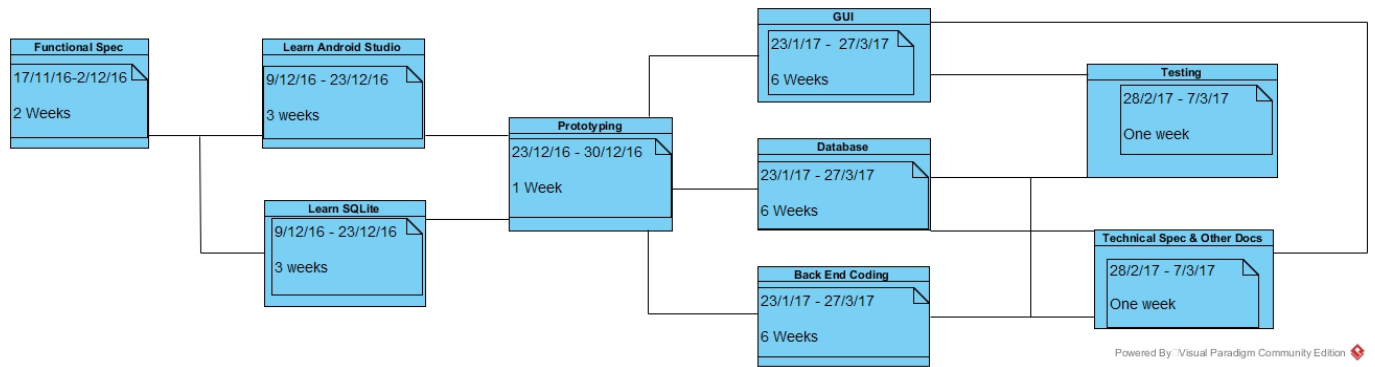 Functional Spec
17/11/16-2/12/16
2 Weeks
Learn Android Studio
9/12/16 - 23/12/16
3 weeks
Learn SQLite
9/12/16 - 23/12/16
3 weeks
Prototyping
23/12/16 - 30/12/16
1 Week
GUI
23/1/17 - 27/3/17
6 Weeks
Database
23/1/17 - 27/3/17
6 Weeks
Back End Coding
23/1/17 - 27/3/17
6 Weeks
Testing
28/2/17 - 7/3/17
One week
Technical Spec & Other Docs
28/2/17 - 7/3/17
One week
Powered By Visual Paradigm Community Edition